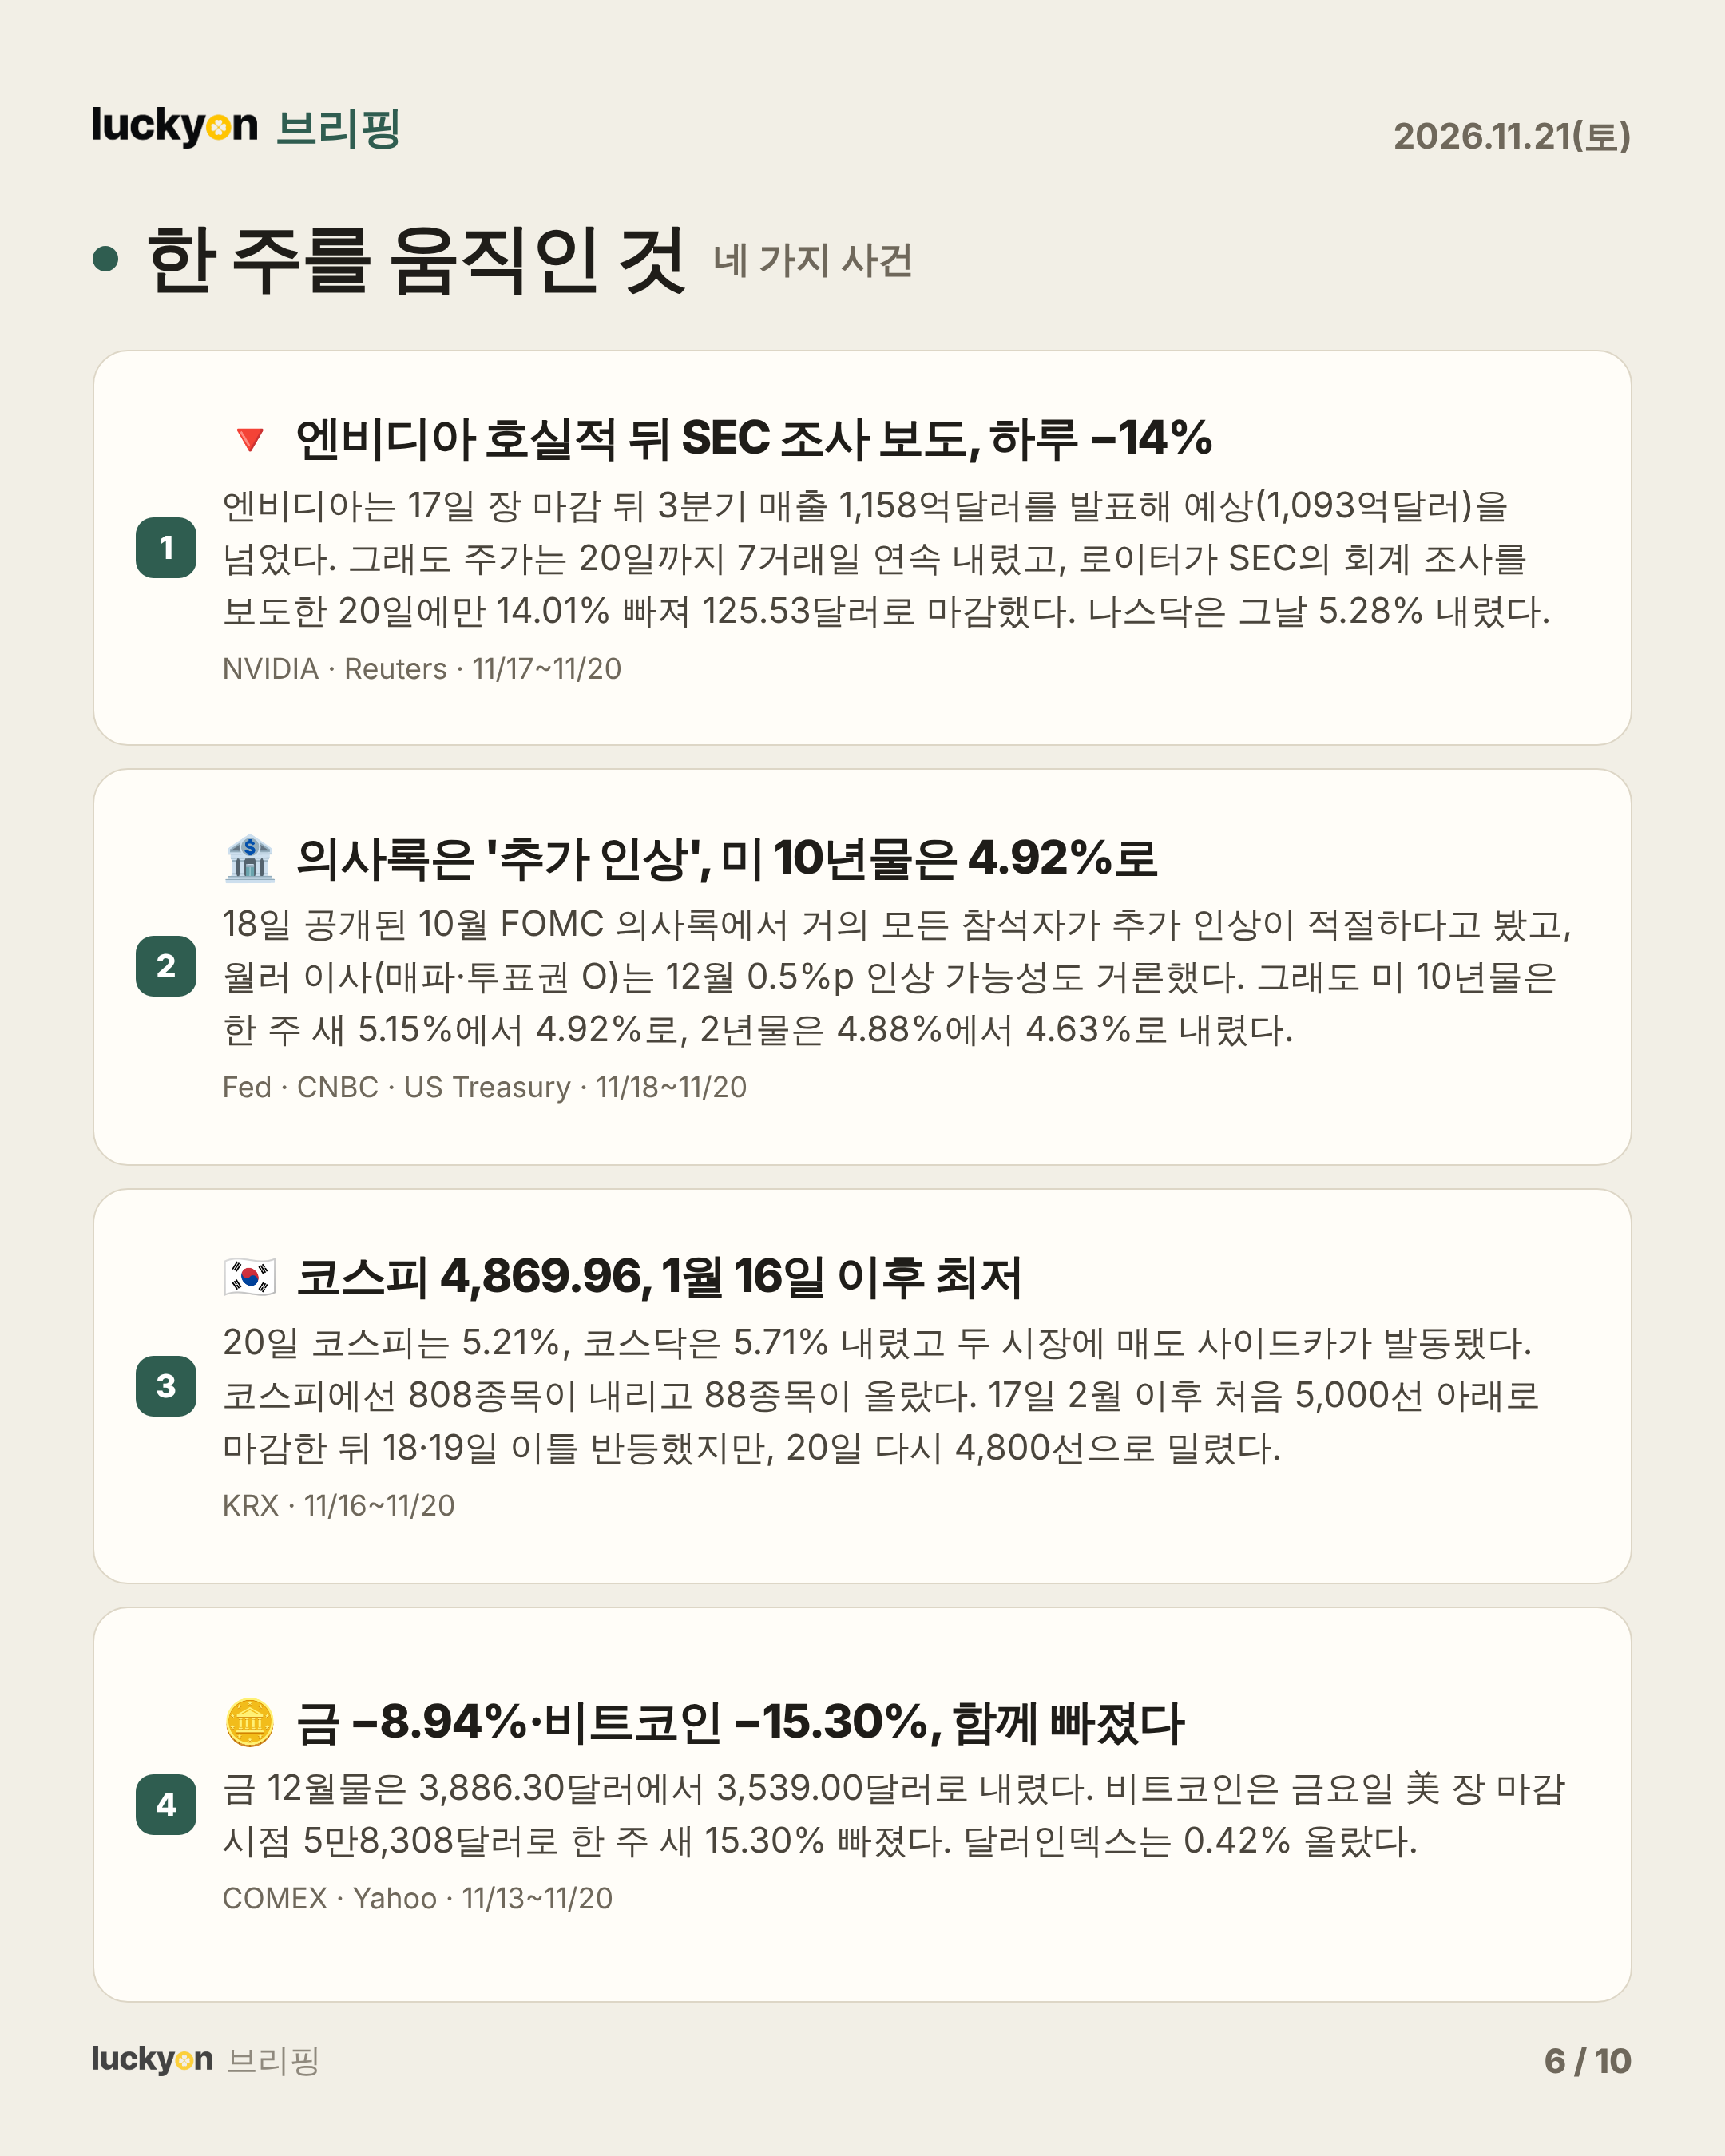 luckyon 브리핑
2026.11.21(토)
한 주를 움직인 것 네 가지 사건
🔻 엔비디아 호실적 뒤 SEC 조사 보도, 하루 −14%
1
엔비디아는 17일 장 마감 뒤 3분기 매출 1,158억달러를 발표해 예상(1,093억달러)을
넘었다. 그래도 주가는 20일까지 7거래일 연속 내렸고, 로이터가 SEC의 회계 조사를
보도한 20일에만 14.01% 빠져 125.53달러로 마감했다. 나스닥은 그날 5.28% 내렸다.
NVIDIA · Reuters · 11/17~11/20
🏦 의사록은 '추가 인상', 미 10년물은 4.92%로
2
18일 공개된 10월 FOMC 의사록에서 거의 모든 참석자가 추가 인상이 적절하다고 봤고,
월러 이사(매파·투표권 O)는 12월 0.5%p 인상 가능성도 거론했다. 그래도 미 10년물은
한 주 새 5.15%에서 4.92%로, 2년물은 4.88%에서 4.63%로 내렸다.
Fed · CNBC · US Treasury · 11/18~11/20
🇰🇷 코스피 4,869.96, 1월 16일 이후 최저
3
20일 코스피는 5.21%, 코스닥은 5.71% 내렸고 두 시장에 매도 사이드카가 발동됐다.
코스피에선 808종목이 내리고 88종목이 올랐다. 17일 2월 이후 처음 5,000선 아래로
마감한 뒤 18·19일 이틀 반등했지만, 20일 다시 4,800선으로 밀렸다.
KRX · 11/16~11/20
🪙 금 −8.94%·비트코인 −15.30%, 함께 빠졌다
4
금 12월물은 3,886.30달러에서 3,539.00달러로 내렸다. 비트코인은 금요일 美 장 마감
시점 5만8,308달러로 한 주 새 15.30% 빠졌다. 달러인덱스는 0.42% 올랐다.
COMEX · Yahoo · 11/13~11/20
luckyon 브리핑
6 / 10